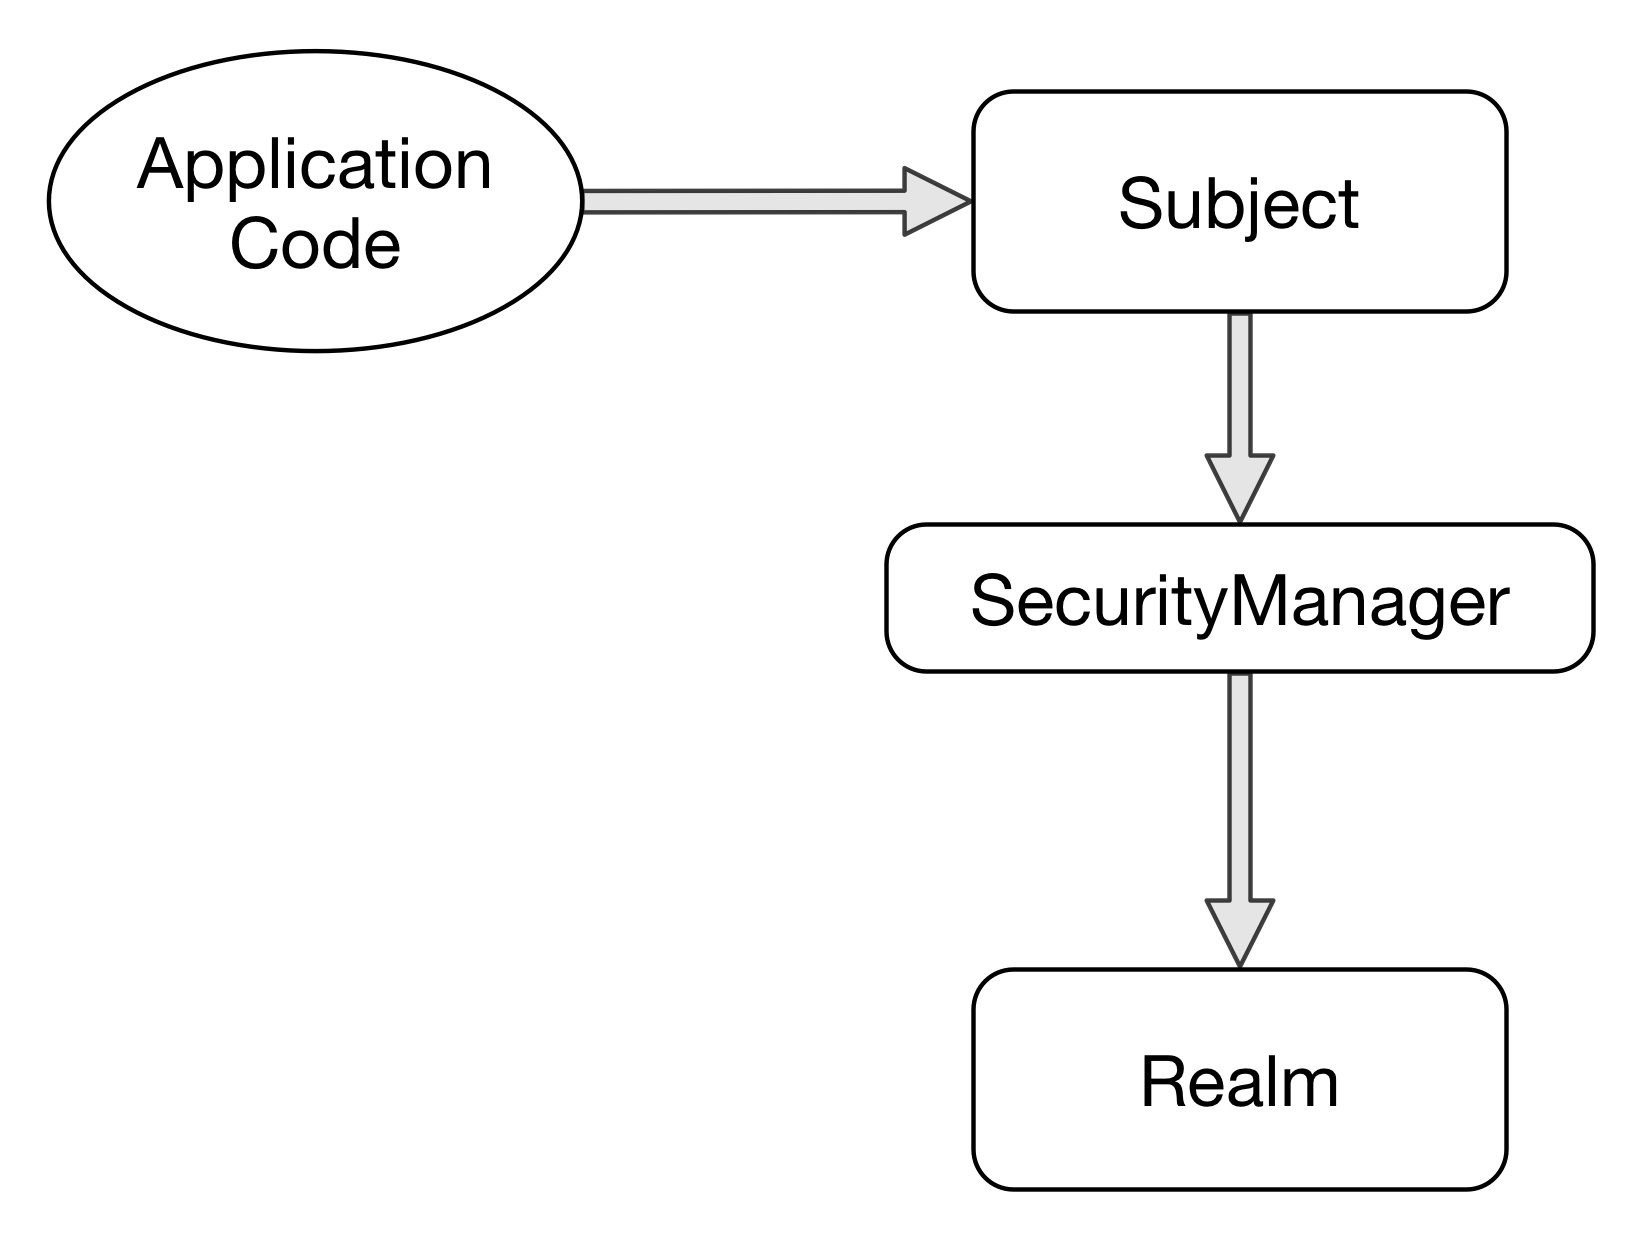 Application
Code
Subject
SecurityManager
Realm